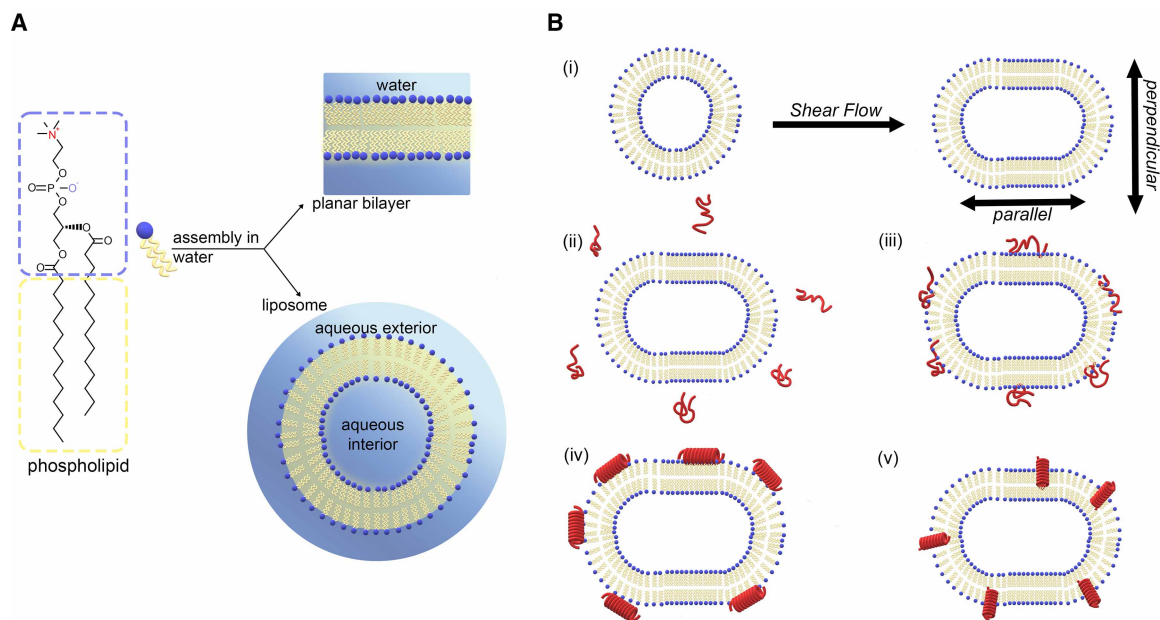 A
B
water
planar bilayer
N+
O
O=P-O-
O
O
O
O
O
assembly in
water
liposome
aqueous exterior
aqueous
interior
phospholipid
(i)
Shear Flow
perpendicular
parallel
(ii)
(iii)
(iv)
(v)